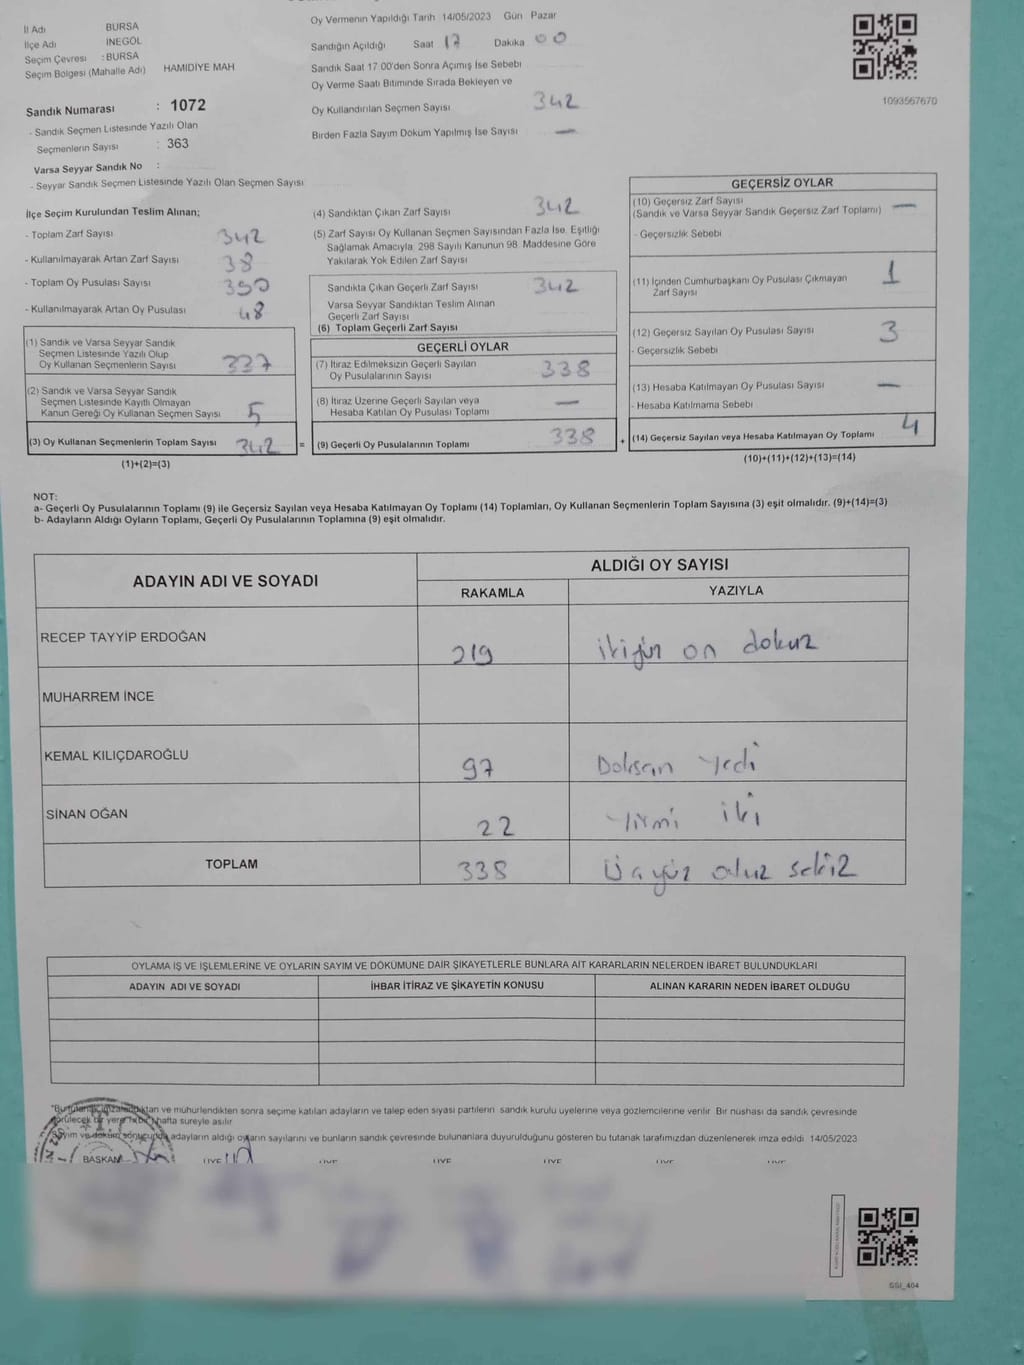 İl Adı BURSA
İlçe Adı İNEGÖL
Seçim Çevresi : BURSA
Seçim Bölgesi (Mahalle Adı) HAMİDİYE MAH
Sandık Numarası : 1072
- Sandık Seçmen Listesinde Yazılı Olan
Seçmenlerin Sayısı : 363
Varsa Seyyar Sandık No :
- Seyyar Sandık Seçmen Listesinde Yazılı Olan Seçmen Sayısı
Oy Vermenin Yapıldığı Tarih 14/05/2023 Gün Pazar
Sandığın Açıldığı Saat 17 Dakika 00
Sandık Saat 17.00'den Sonra Açımış İse Sebebi
Oy Verme Saati Bitiminde Sırada Bekleyen ve
Oy Kullandırılan Seçmen Sayısı 342
Birden Fazla Sayım Döküm Yapılmış İse Sayısı —
1093567670
İlçe Seçim Kurulundan Teslim Alınan;
- Toplam Zarf Sayısı 342
- Kullanılmayarak Artan Zarf Sayısı 38
- Toplam Oy Pusulası Sayısı 390
- Kullanılmayarak Artan Oy Pusulası 48
(1) Sandık ve Varsa Seyyar Sandık
Seçmen Listesinde Yazılı Olup
Oy Kullanan Seçmenlerin Sayısı 337
(2) Sandık ve Varsa Seyyar Sandık
Seçmen Listesinde Kayıtlı Olmayan
Kanun Gereği Oy Kullanan Seçmen Sayısı 5
(3) Oy Kullanan Seçmenlerin Toplam Sayısı 342 =
(1)+(2)=(3)
(4) Sandıktan Çıkan Zarf Sayısı 342
(5) Zarf Sayısı Oy Kullanan Seçmen Sayısından Fazla İse, Eşitliği
Sağlamak Amacıyla, 298 Sayılı Kanunun 98. Maddesine Göre
Yakılarak Yok Edilen Zarf Sayısı
Sandıkta Çıkan Geçerli Zarf Sayısı 342
Varsa Seyyar Sandıktan Teslim Alınan
Geçerli Zarf Sayısı
(6) Toplam Geçerli Zarf Sayısı
GEÇERLİ OYLAR
(7) İtiraz Edilmeksizin Geçerli Sayılan
Oy Pusulalarının Sayısı 338
(8) İtiraz Üzerine Geçerli Sayılan veya
Hesaba Katılan Oy Pusulası Toplamı —
(9) Geçerli Oy Pusulalarının Toplamı 338 +
GEÇERSİZ OYLAR
(10) Geçersiz Zarf Sayısı
(Sandık ve Varsa Seyyar Sandık Geçersiz Zarf Toplamı) —
- Geçersizlik Sebebi
(11) İçinden Cumhurbaşkanı Oy Pusulası Çıkmayan
Zarf Sayısı 1
(12) Geçersiz Sayılan Oy Pusulası Sayısı 3
- Geçersizlik Sebebi
(13) Hesaba Katılmayan Oy Pusulası Sayısı —
- Hesaba Katılmama Sebebi
(14) Geçersiz Sayılan veya Hesaba Katılmayan Oy Toplamı 4
(10)+(11)+(12)+(13)=(14)
NOT:
a- Geçerli Oy Pusulalarının Toplamı (9) ile Geçersiz Sayılan veya Hesaba Katılmayan Oy Toplamı (14) Toplamları, Oy Kullanan Seçmenlerin Toplam Sayısına (3) eşit olmalıdır. (9)+(14)=(3)
b- Adayların Aldığı Oyların Toplamı, Geçerli Oy Pusulalarının Toplamına (9) eşit olmalıdır.
ADAYIN ADI VE SOYADI ALDIĞI OY SAYISI
RAKAMLA YAZIYLA
RECEP TAYYİP ERDOĞAN 219 ikiyüz on dokuz
MUHARREM İNCE
KEMAL KILIÇDAROĞLU 97 Doksan Yedi
SİNAN OĞAN 22 Yirmi iki
TOPLAM 338 Üçyüz otuz sekiz
OYLAMA İŞ VE İŞLEMLERİNE VE OYLARIN SAYIM VE DÖKÜMÜNE DAİR ŞİKAYETLERLE BUNLARA AİT KARARLARIN NELERDEN İBARET BULUNDUKLARI
ADAYIN ADI VE SOYADI İHBAR İTİRAZ VE ŞİKAYETİN KONUSU ALINAN KARARIN NEDEN İBARET OLDUĞU
ve mühürlendikten sonra seçime katılan adayların ve talep eden siyasi partilerin sandık kurulu üyelerine veya gözlemcilerine verilir. Bir nüshası da sandık çevresinde
görülecek bir yere hafta süreyle asılır.
Sayım ve döküm sonucunda adayların aldığı oyların sayılarını ve bunların sandık çevresinde bulunanlara duyurulduğunu gösteren bu tutanak tarafımızdan düzenlenerek imza edildi. 14/05/2023
BAŞKAN ÜYE ÜYE ÜYE ÜYE ÜYE ÜYE
GSI_404